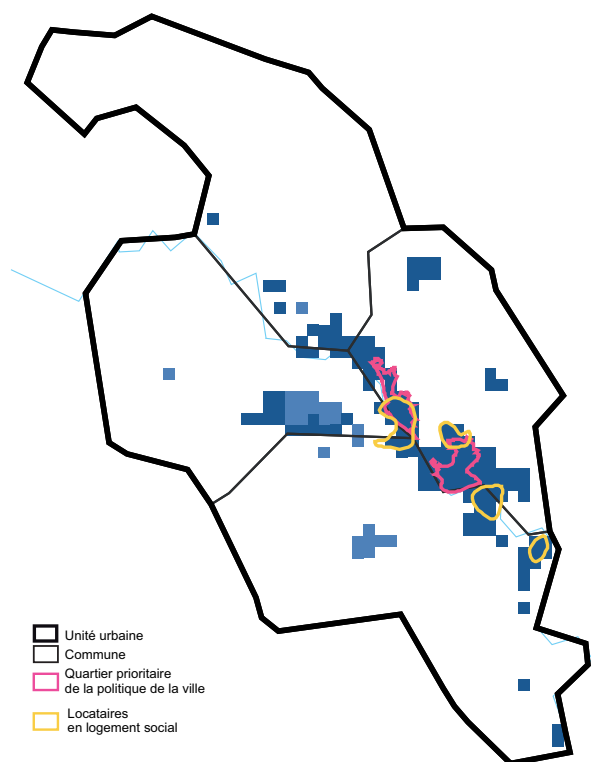 Unité urbaine
Commune
Quartier prioritaire
de la politique de la ville
Locataires
en logement social